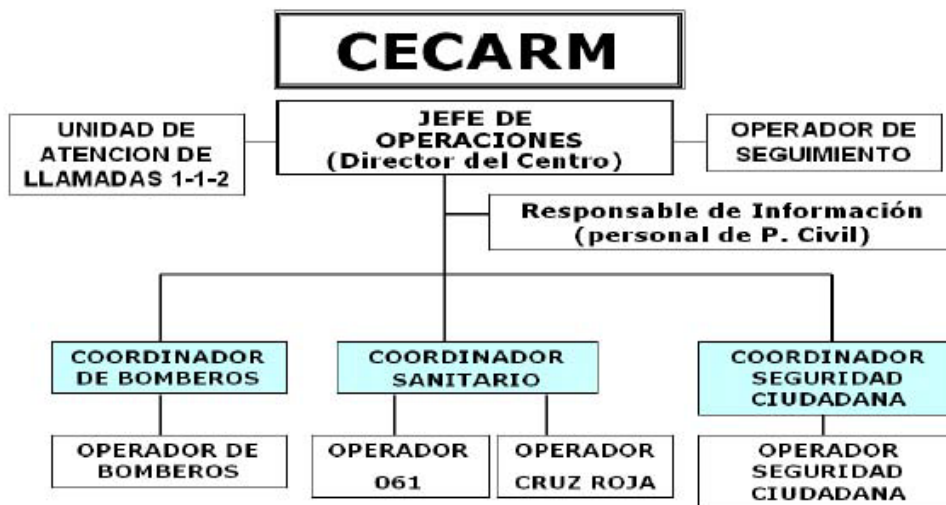 CECARM
UNIDAD DE
ATENCION DE
LLAMADAS 1-1-2
JEFE DE
OPERACIONES
(Director del Centro)
OPERADOR DE
SEGUIMIENTO
Responsable de Información
(personal de P. Civil)
COORDINADOR
DE BOMBEROS
COORDINADOR
SANITARIO
COORDINADOR
SEGURIDAD
CIUDADANA
OPERADOR DE
BOMBEROS
OPERADOR
061
OPERADOR
CRUZ ROJA
OPERADOR
SEGURIDAD
CIUDADANA